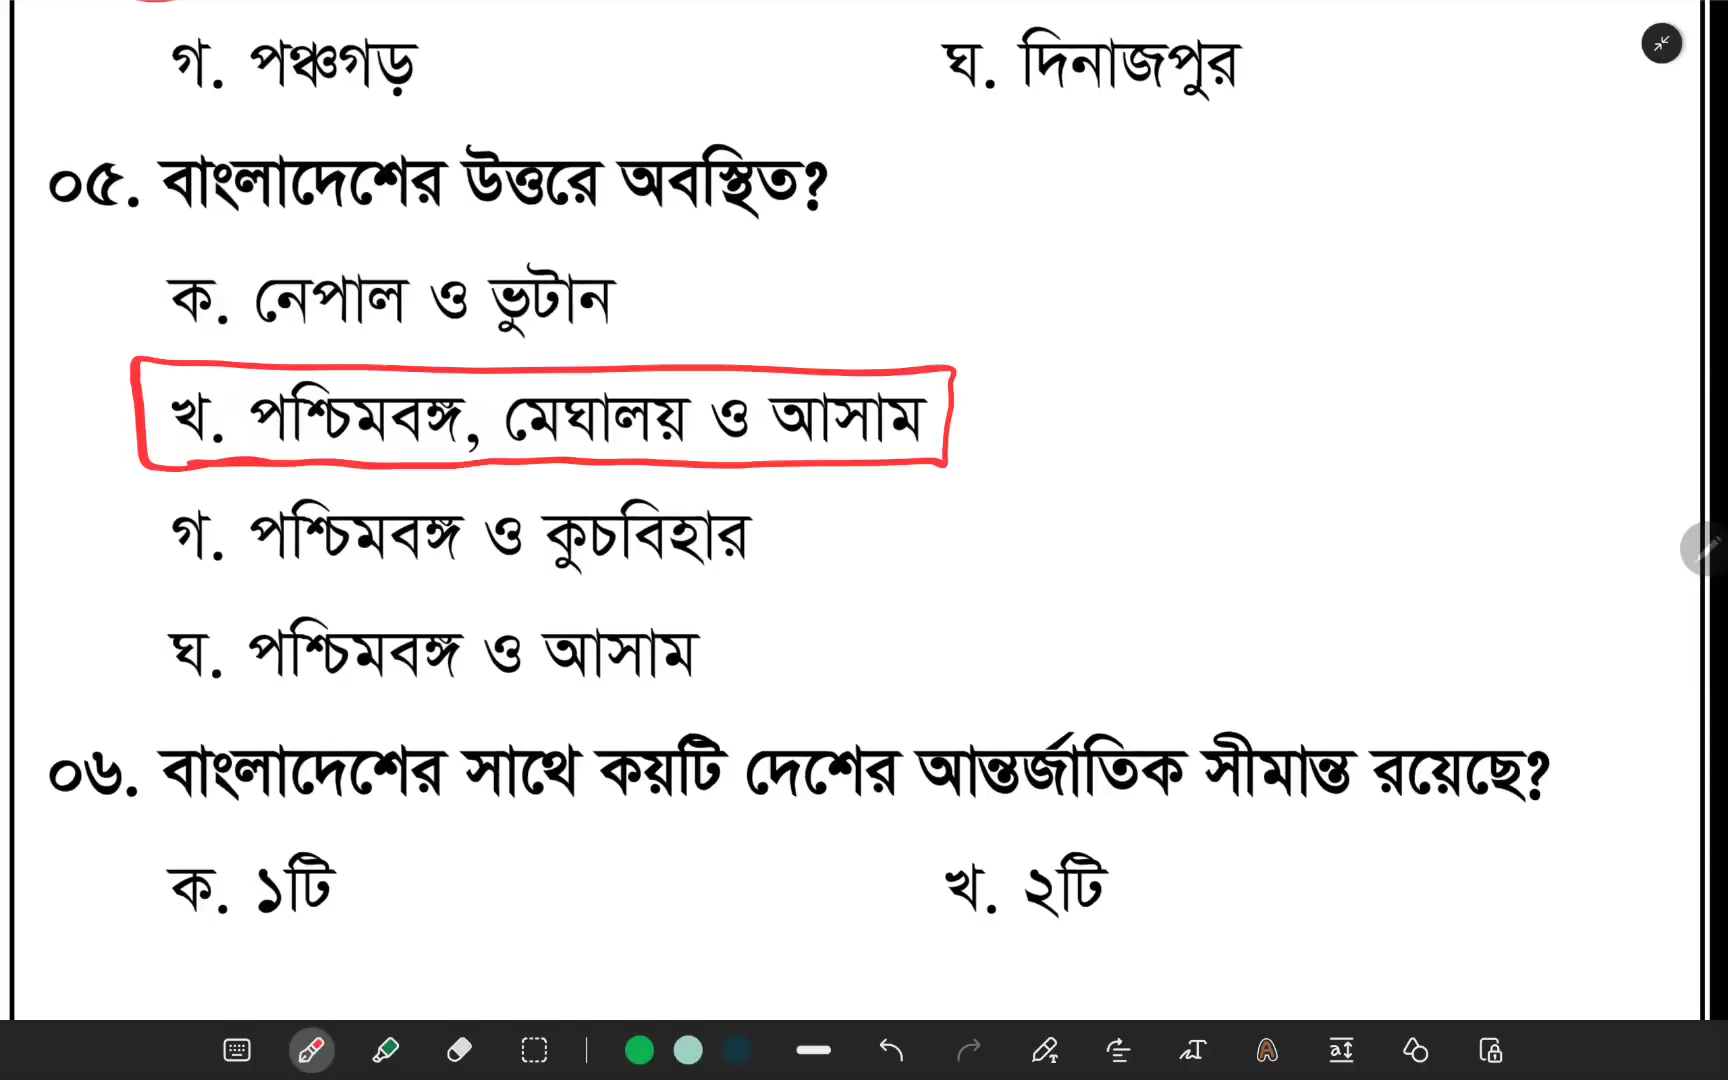 গ. পঞ্চগড় ঘ. দিনাজপুর
০৫. বাংলাদেশের উত্তরে অবস্থিত?
ক. নেপাল ও ভুটান
খ. পশ্চিমবঙ্গ, মেঘালয় ও আসাম
গ. পশ্চিমবঙ্গ ও কুচবিহার
ঘ. পশ্চিমবঙ্গ ও আসাম
০৬. বাংলাদেশের সাথে কয়টি দেশের আন্তর্জাতিক সীমান্ত রয়েছে?
ক. ১টি খ. ২টি